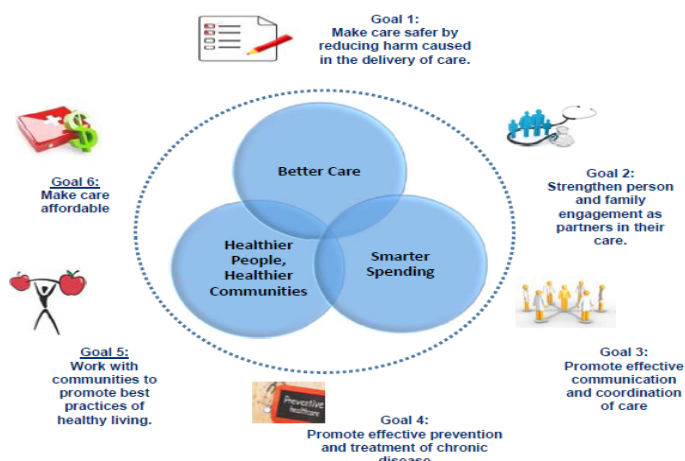 Goal 1:
Make care safer by
reducing harm caused
in the delivery of care.
Better Care
Healthier
People,
Healthier
Communities
Smarter
Spending
Goal 2:
Strengthen person
and family
engagement as
partners in their
care.
Goal 3:
Promote effective
communication
and coordination
of care
Goal 4:
Promote effective prevention
and treatment of chronic
disease
Preventive
healthcare
Goal 5:
Work with
communities to
promote best
practices of
healthy living.
Goal 6:
Make care
affordable
$